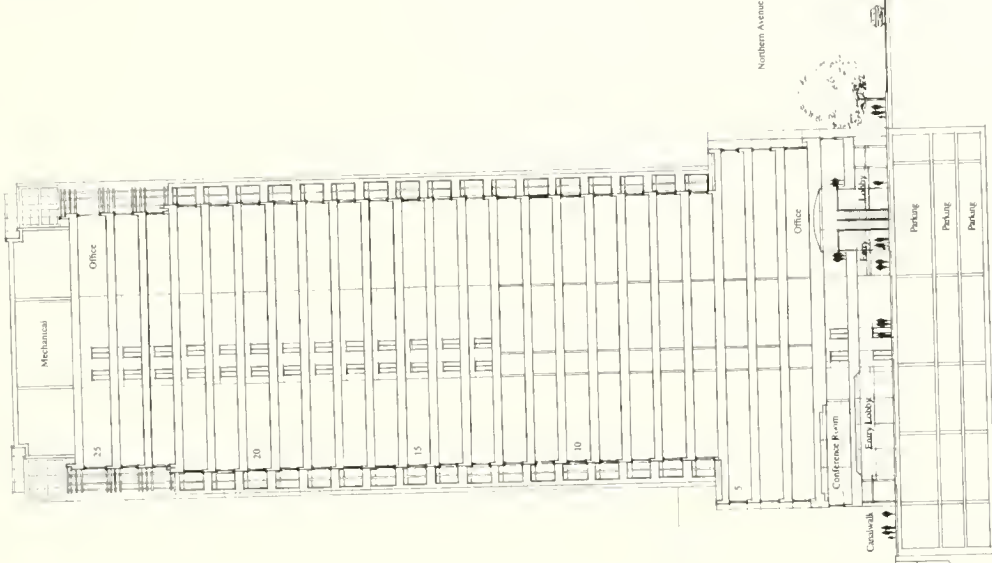 Northern Avenue
Mechanical
Office
25
20
15
10
5
Office
Conference Room
Entry Lobby
Lobby
Entry
Canalwalk
Parking
Parking
Parking